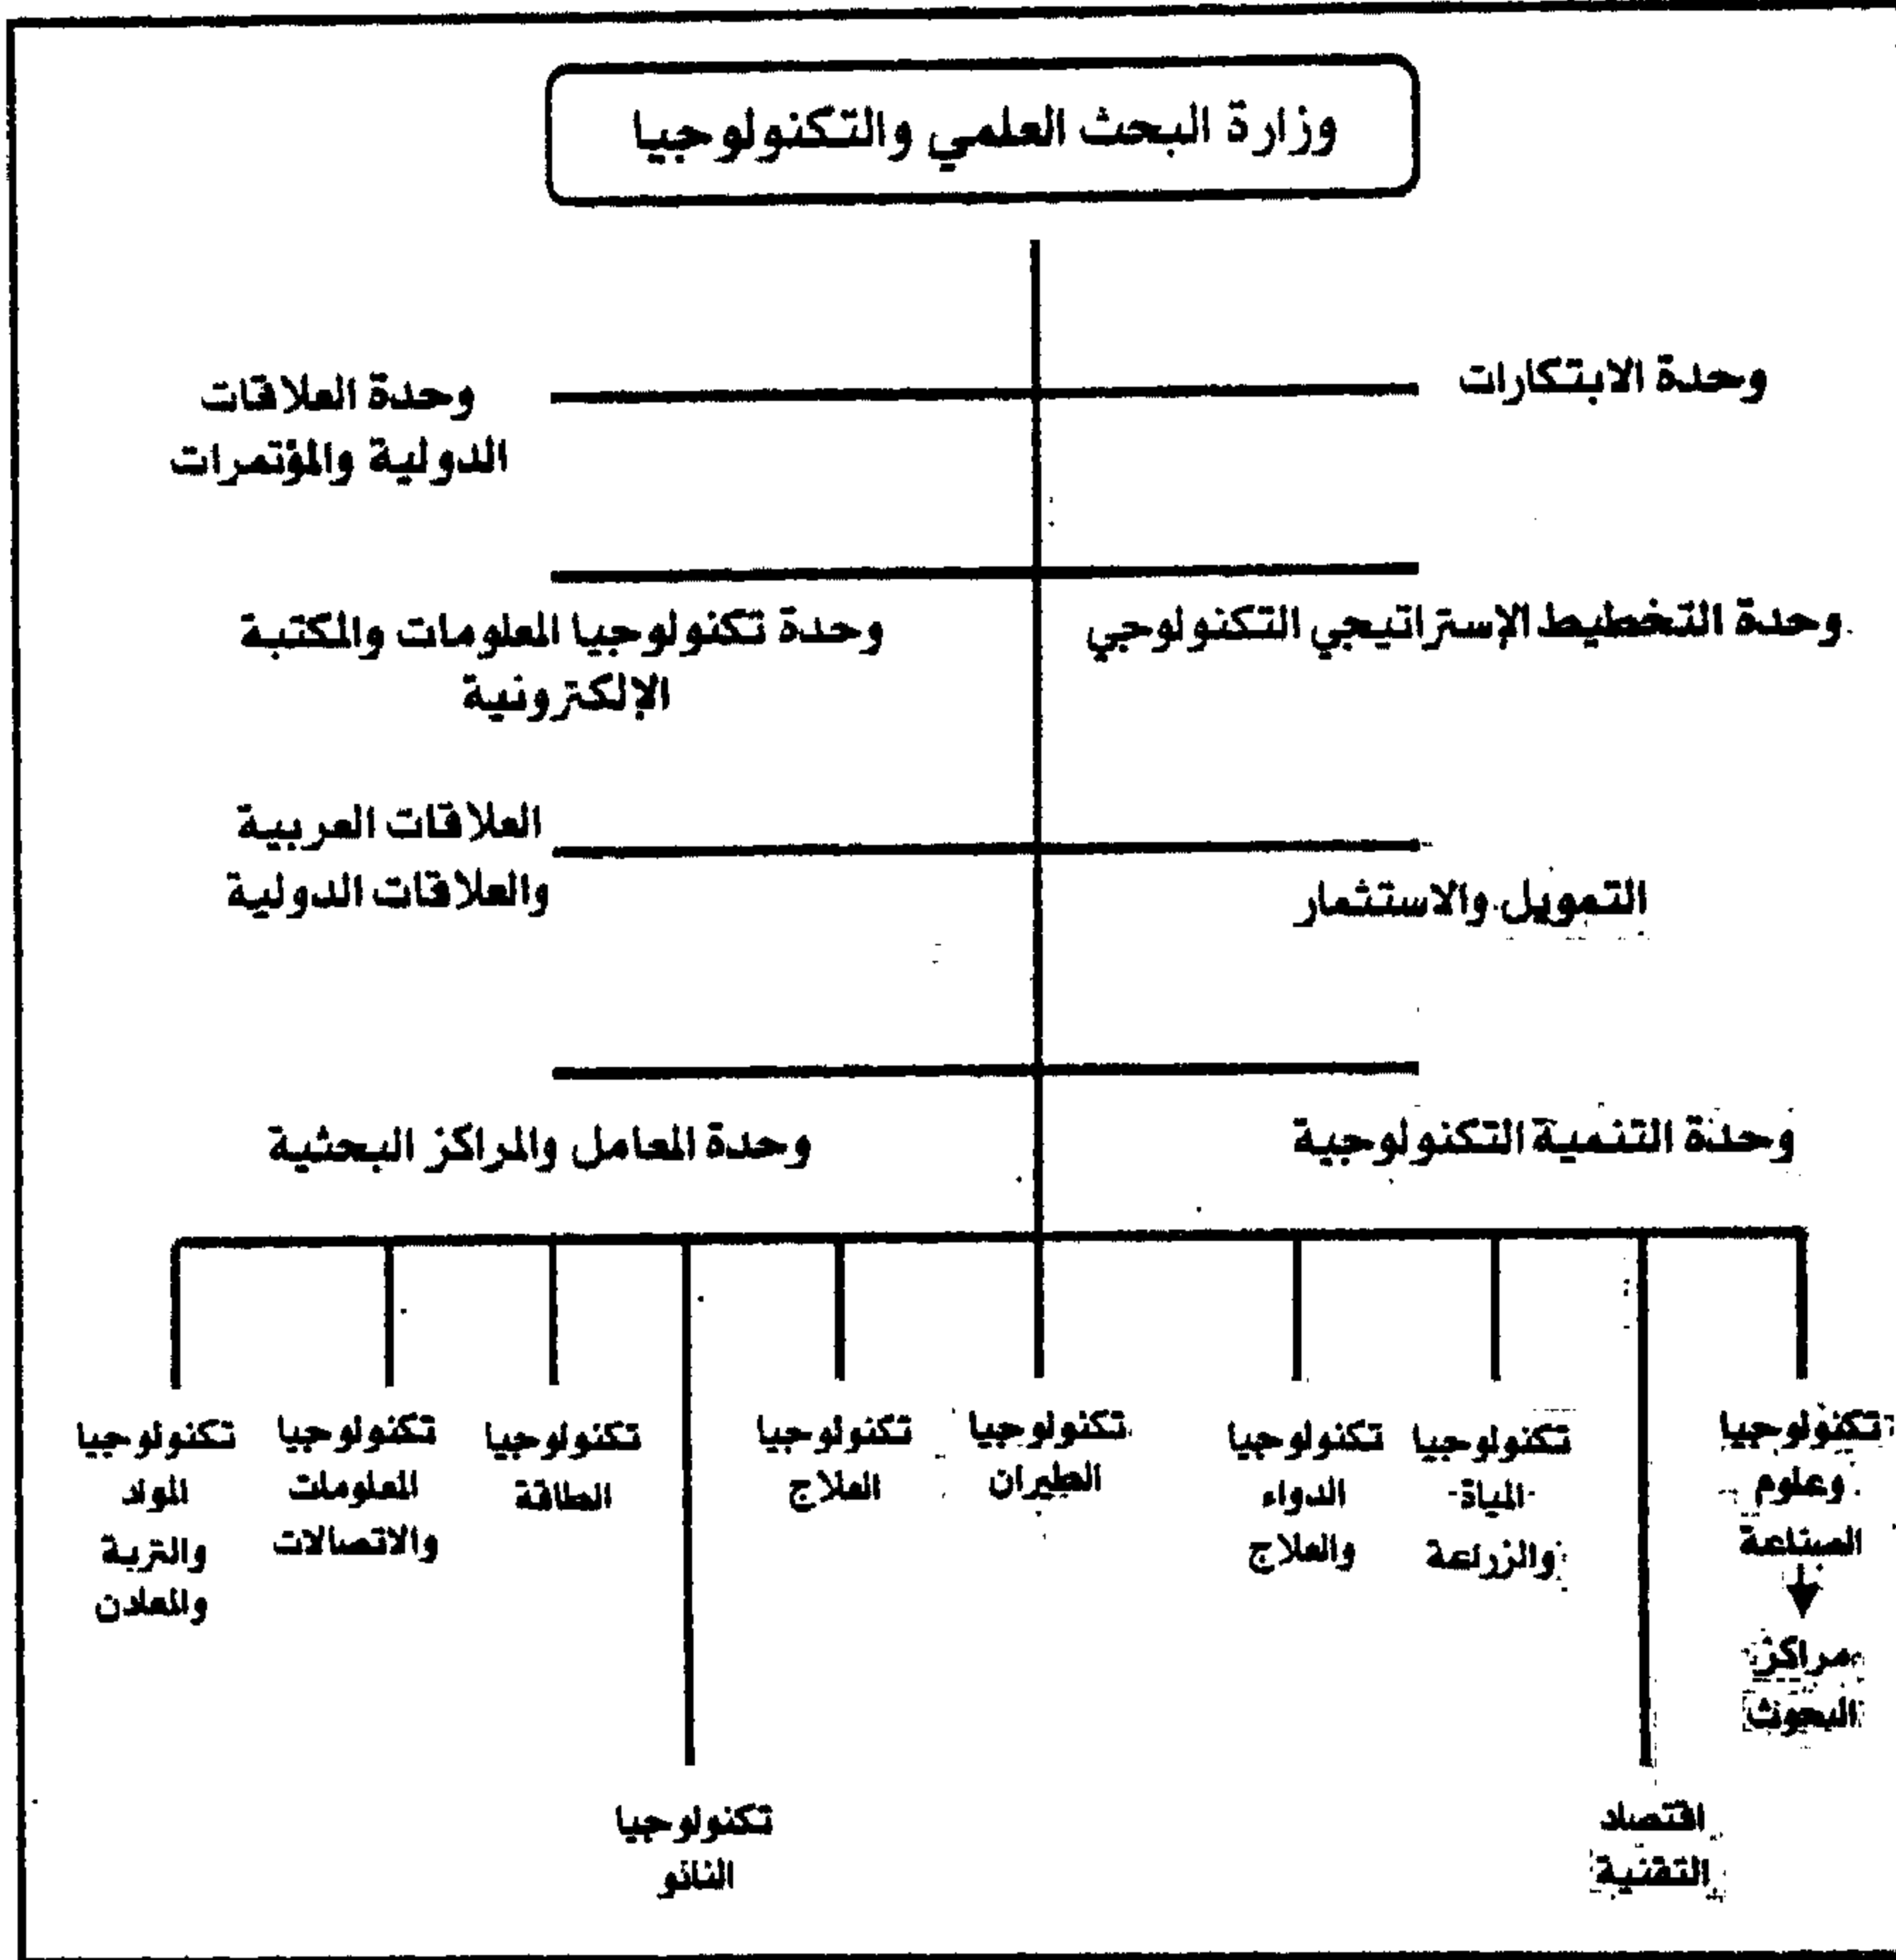 وزارة البحث العلمي والتكنولوجيا
وحدة الابتكارات
وحدة العلاقات
الدولية والمؤتمرات
وحدة التخطيط الإستراتيجي التكنولوجي
وحدة تكنولوجيا المعلومات والمكتبة
الإلكترونية
التمويل والاستثمار
العلاقات العربية
والعلاقات الدولية
وحدة التنمية التكنولوجية
وحدة المعامل والمراكز البحثية
تكنولوجيا
وعلوم
الصناعة
مراكز
البحوث
اقتصاد
التقنية
تكنولوجيا
المياة
والزراعة
تكنولوجيا
الدواء
والعلاج
تكنولوجيا
الطيران
تكنولوجيا
العلاج
تكنولوجيا
النانو
تكنولوجيا
الطاقة
تكنولوجيا
المعلومات
والاتصالات
تكنولوجيا
المواد
والتربة
والمعادن